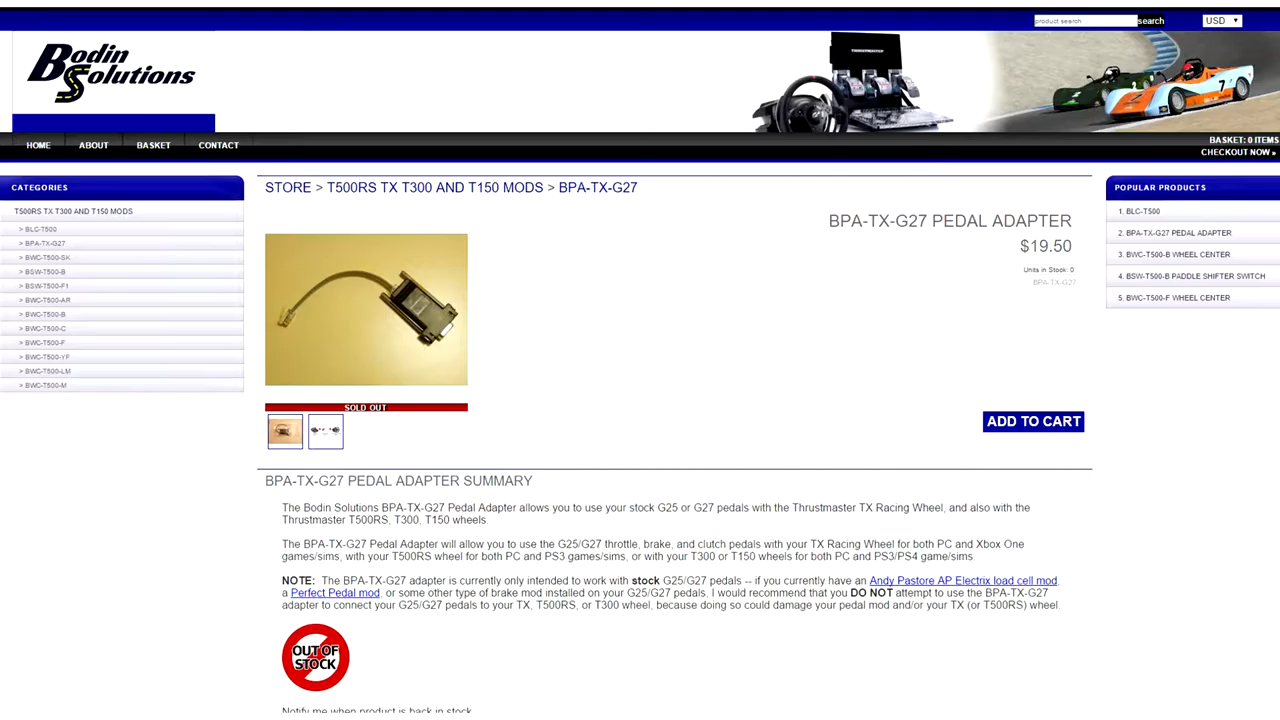 product search
search
USD
Bodin
Solutions
THRUSTMASTER
7
HOME
ABOUT
BASKET
CONTACT
BASKET: 0 ITEMS
CHECKOUT NOW »
CATEGORIES
T500RS TX T300 AND T150 MODS
> BLC-T500
> BPA-TX-G27
> BWC-T500-SK
> BSW-T500-B
> BSW-T500-F1
> BWC-T500-AR
> BWC-T500-B
> BWC-T500-C
> BWC-T500-F
> BWC-T500-YF
> BWC-T500-LM
> BWC-T500-M
STORE > T500RS TX T300 AND T150 MODS > BPA-TX-G27
BPA-TX-G27 PEDAL ADAPTER
$19.50
Units in Stock: 0
BPA-TX-G27
SOLD OUT
ADD TO CART
POPULAR PRODUCTS
1. BLC-T500
2. BPA-TX-G27 PEDAL ADAPTER
3. BWC-T500-B WHEEL CENTER
4. BSW-T500-B PADDLE SHIFTER SWITCH
5. BWC-T500-F WHEEL CENTER
BPA-TX-G27 PEDAL ADAPTER SUMMARY
The Bodin Solutions BPA-TX-G27 Pedal Adapter allows you to use your stock G25 or G27 pedals with the Thrustmaster TX Racing Wheel, and also with the
Thrustmaster T500RS, T300, T150 wheels.
The BPA-TX-G27 Pedal Adapter will allow you to use the G25/G27 throttle, brake, and clutch pedals with your TX Racing Wheel for both PC and Xbox One
games/sims, with your T500RS wheel for both PC and PS3 games/sims, or with your T300 or T150 wheels for both PC and PS3/PS4 game/sims.
NOTE: The BPA-TX-G27 adapter is currently only intended to work with stock G25/G27 pedals -- if you currently have an Andy Pastore AP Electrix load cell mod,
a Perfect Pedal mod, or some other type of brake mod installed on your G25/G27 pedals, I would recommend that you DO NOT attempt to use the BPA-TX-G27
adapter to connect your G25/G27 pedals to your TX, T500RS, or T300 wheel, because doing so could damage your pedal mod and/or your TX (or T500RS) wheel.
OUT OF
STOCK
Notify me when product is back in stock